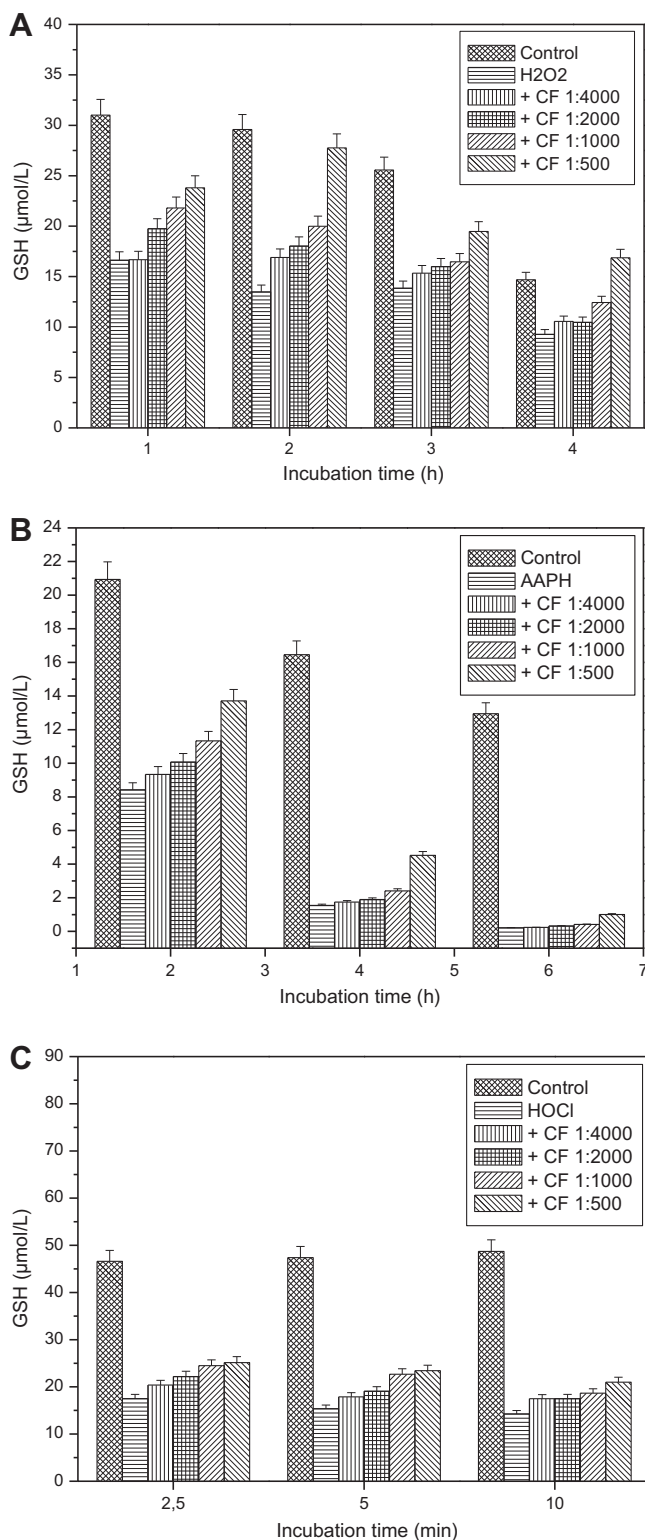 A
40
35
30
25
20
15
10
5
0
GSH (μmol/L)
Control
H2O2
+ CF 1:4000
+ CF 1:2000
+ CF 1:1000
+ CF 1:500
1 2 3 4
Incubation time (h)
B
24
22
20
18
16
14
12
10
8
6
4
2
0
GSH (μmol/L)
Control
AAPH
+ CF 1:4000
+ CF 1:2000
+ CF 1:1000
+ CF 1:500
1 2 3 4 5 6 7
Incubation time (h)
C
90
80
70
60
50
40
30
20
10
0
GSH (μmol/L)
Control
HOCl
+ CF 1:4000
+ CF 1:2000
+ CF 1:1000
+ CF 1:500
2,5 5 10
Incubation time (min)